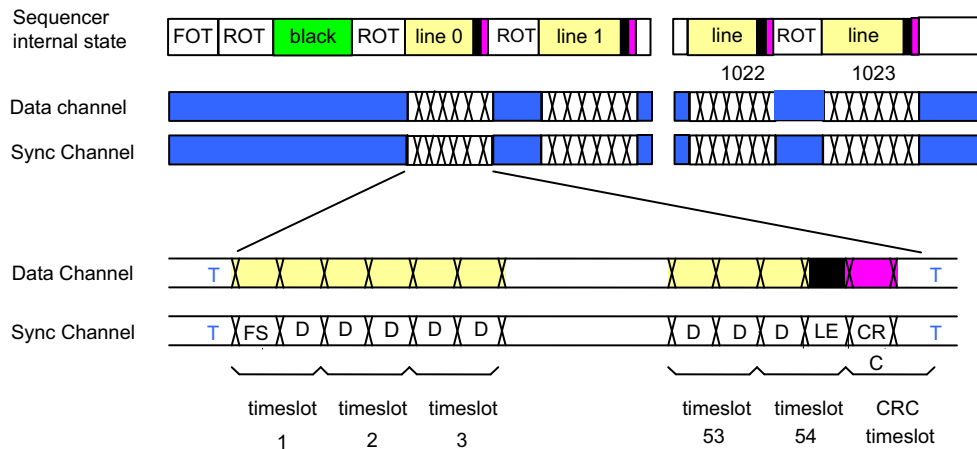 Sequencer
internal state
FOT ROT black ROT line 0 ROT line 1 line ROT line
1022 1023
Data channel
Sync Channel
Data Channel T T
Sync Channel T FS D D D D D D D D LE CR T
C
timeslot timeslot timeslot timeslot timeslot CRC
1 2 3 53 54 timeslot